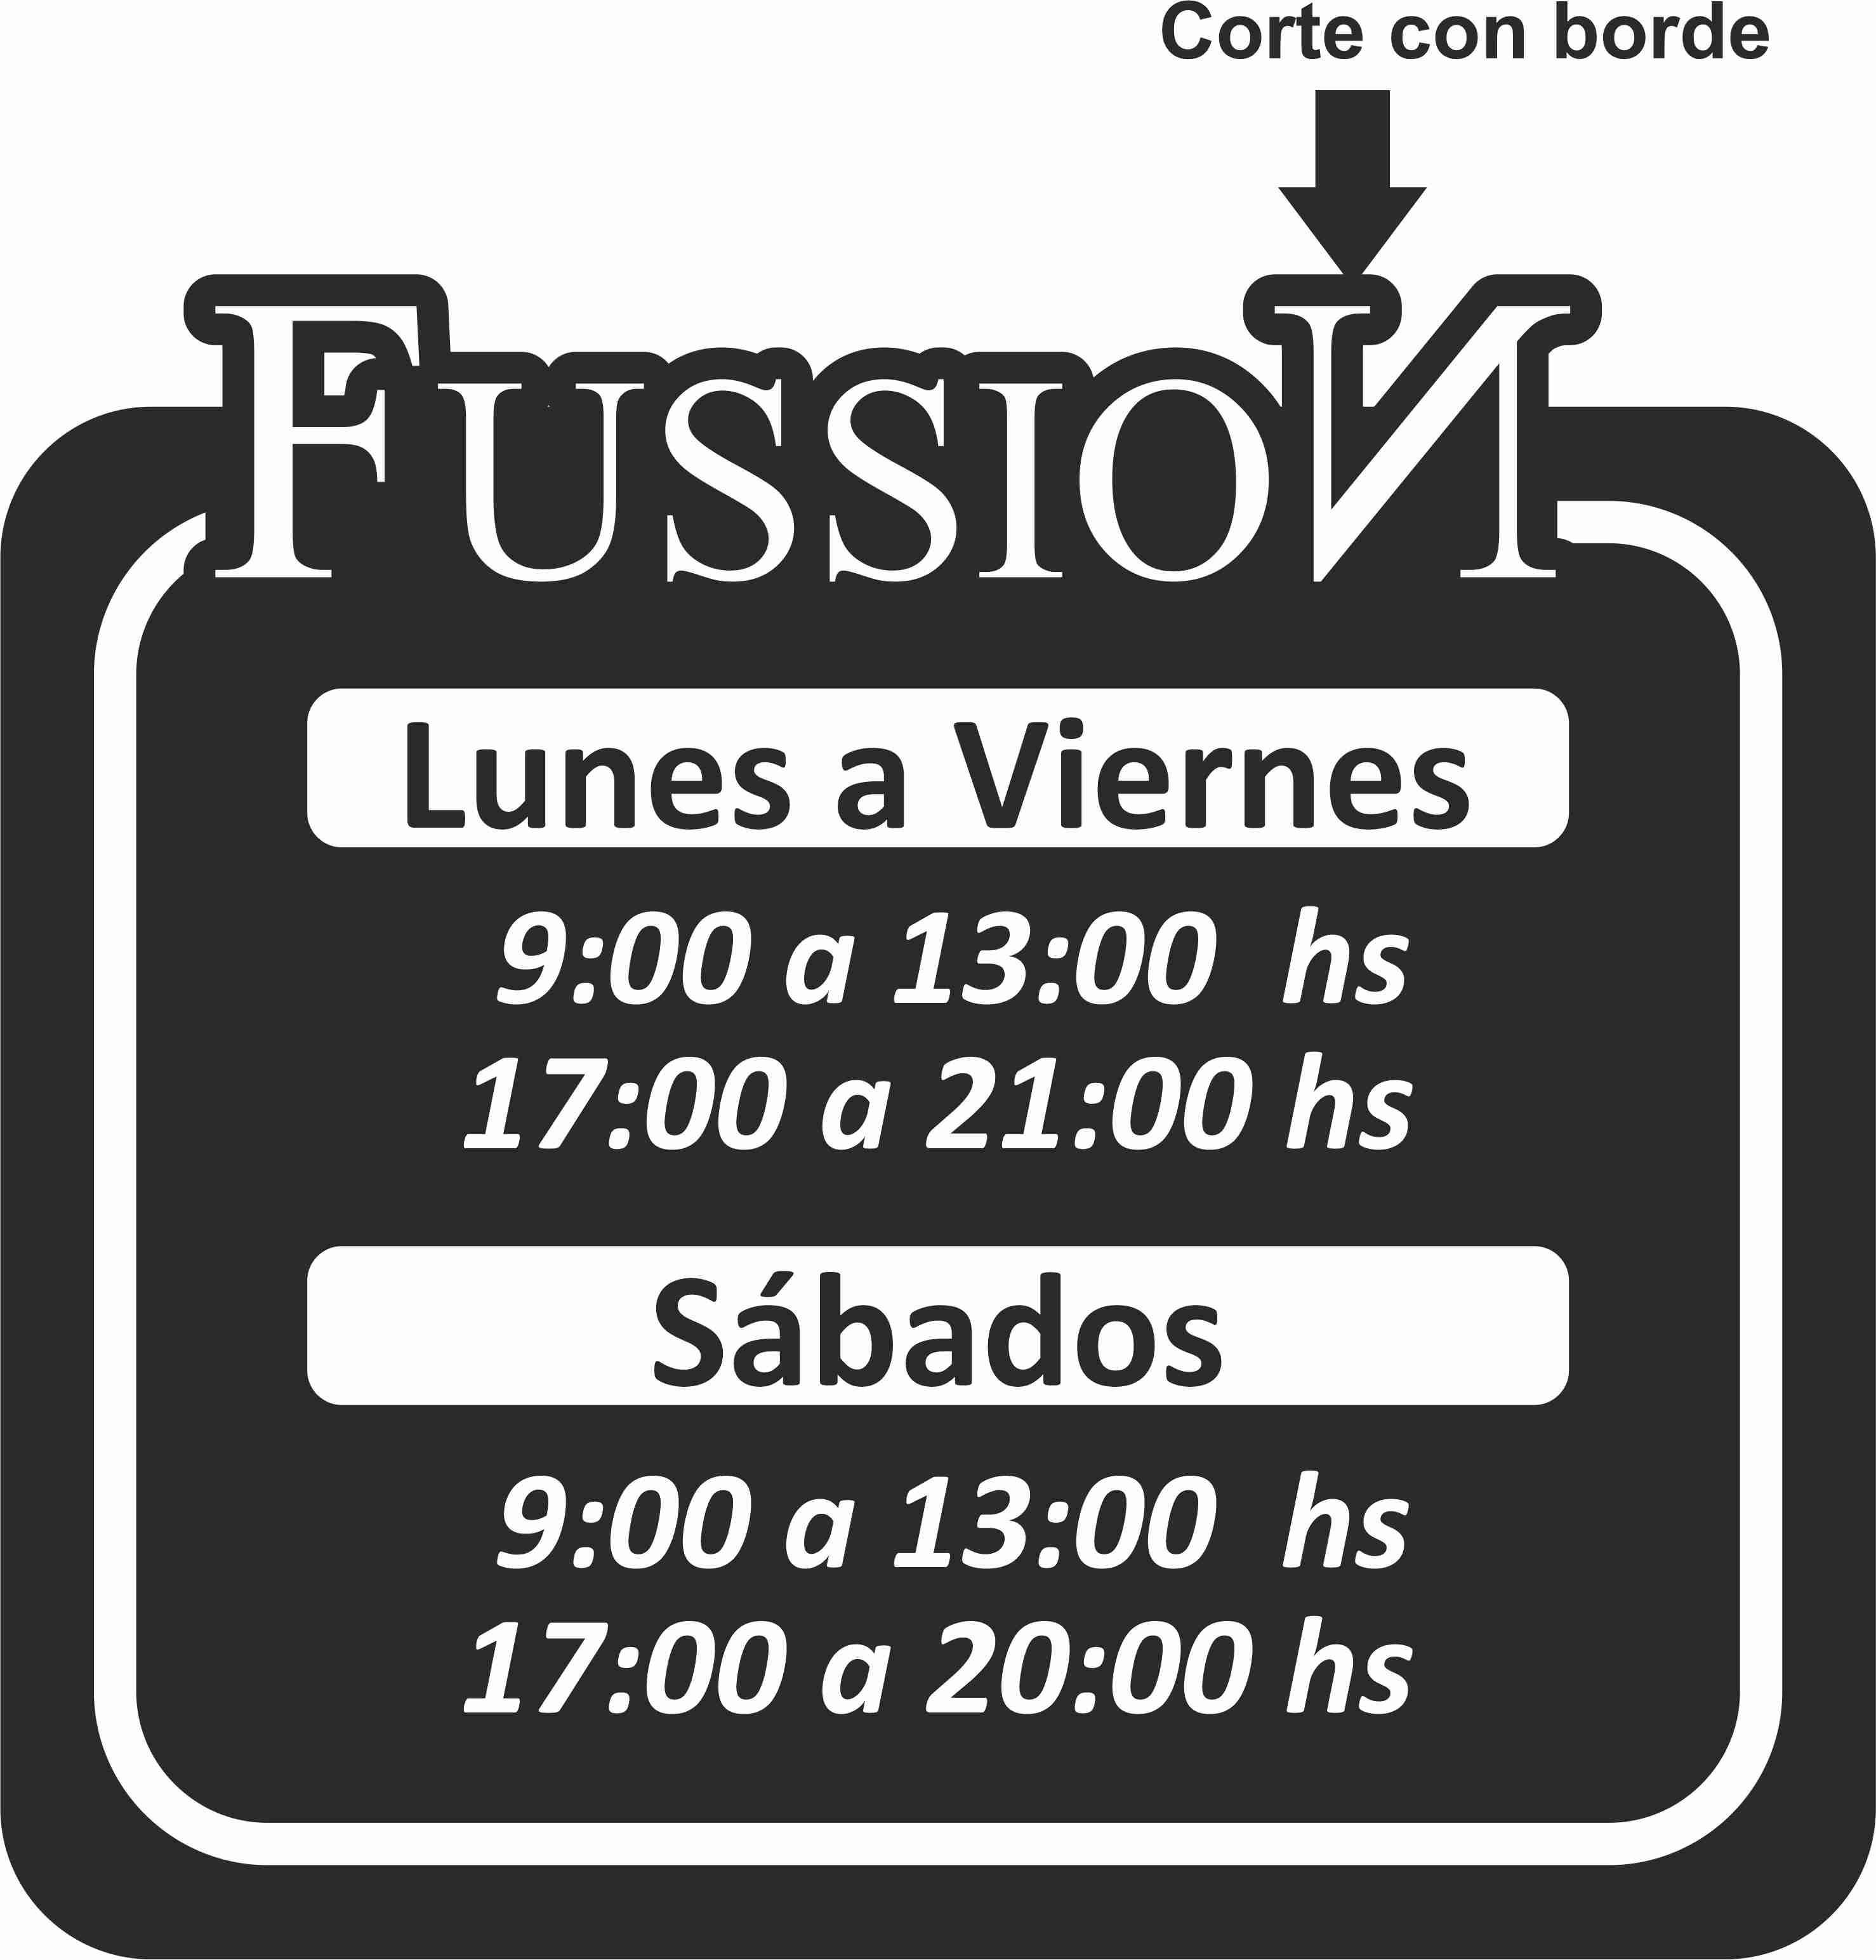 Corte con borde
FUSSION
Lunes a Viernes
9:00 a 13:00 hs
17:00 a 21:00 hs
Sábados
9:00 a 13:00 hs
17:00 a 20:00 hs